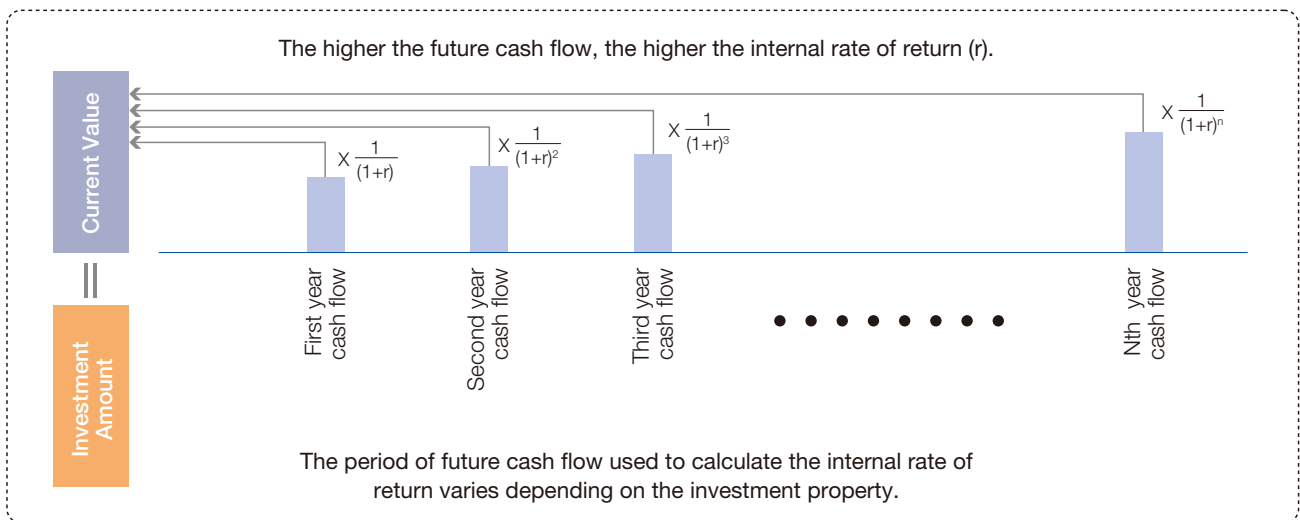 The higher the future cash flow, the higher the internal rate of return (r).
Current Value
Investment
Amount
X 1/(1+r)
X 1/(1+r)²
X 1/(1+r)³
X 1/(1+r)ⁿ
First year
cash flow
Second year
cash flow
Third year
cash flow
Nth year
cash flow
The period of future cash flow used to calculate the internal rate of
return varies depending on the investment property.